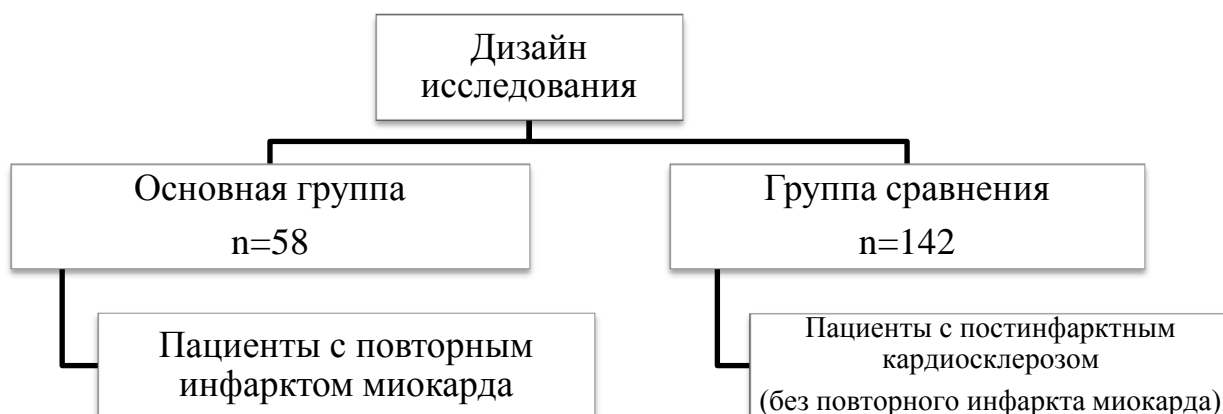 Дизайн
исследования
Основная группа
n=58
Группа сравнения
n=142
Пациенты с повторным
инфарктом миокарда
Пациенты с постинфарктным
кардиосклерозом
(без повторного инфаркта миокарда)